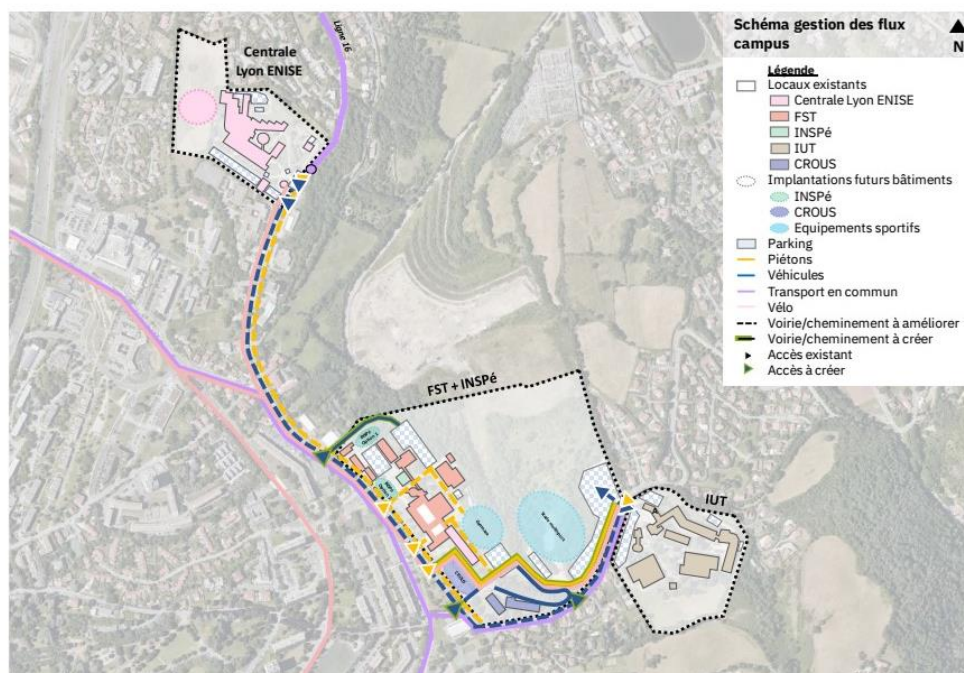 Schéma gestion des flux
campus
N
Légende
Locaux existants
Centrale Lyon ENISE
FST
INSPé
IUT
CROUS
Implantations futurs bâtiments
INSPé
CROUS
Equipements sportifs
Parking
Piétons
Véhicules
Transport en commun
Vélo
Voirie/cheminement à améliorer
Voirie/cheminement à créer
Accès existant
Accès à créer
Ligne 16
Centrale
Lyon ENISE
FST + INSPé
IUT
CROUS